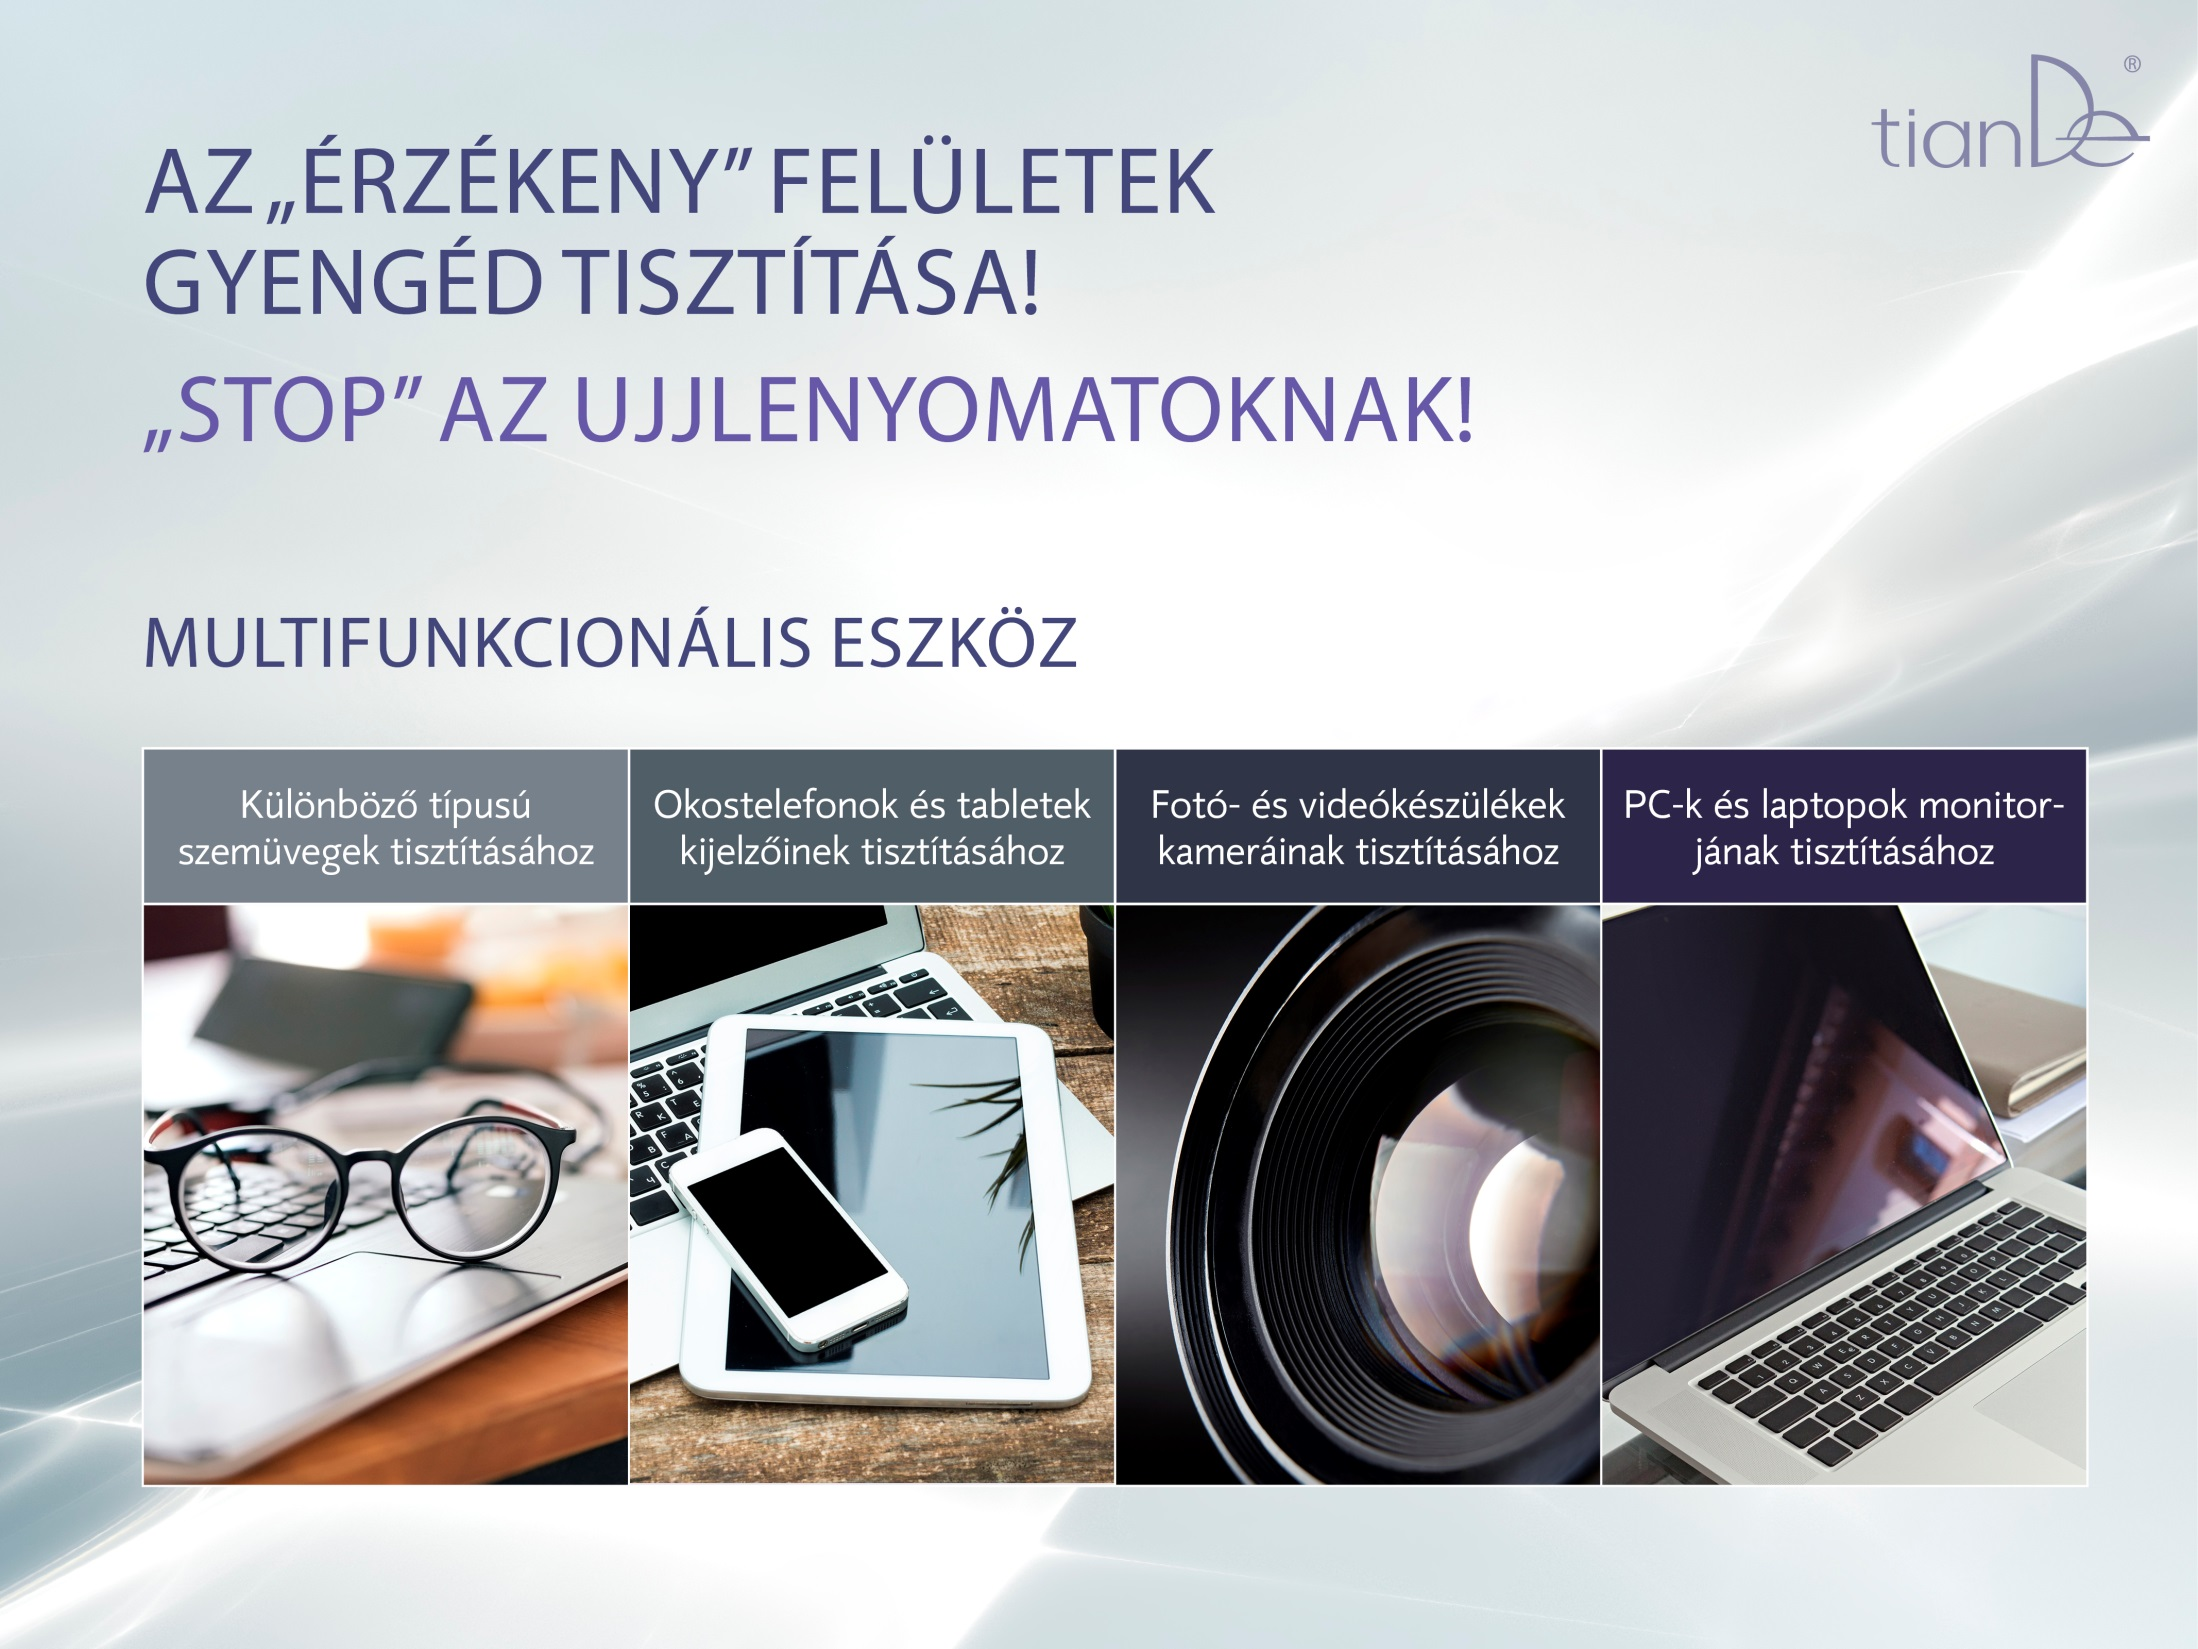 tianDe®
AZ „ÉRZÉKENY” FELÜLETEK
GYENGÉD TISZTÍTÁSA!
„STOP” AZ UJJLENYOMATOKNAK!
MULTIFUNKCIONÁLIS ESZKÖZ
Különböző típusú
szemüvegek tisztításához
Okostelefonok és tabletek
kijelzőinek tisztításához
Fotó- és videókészülékek
kameráinak tisztításához
PC-k és laptopok monitor-
jának tisztításához